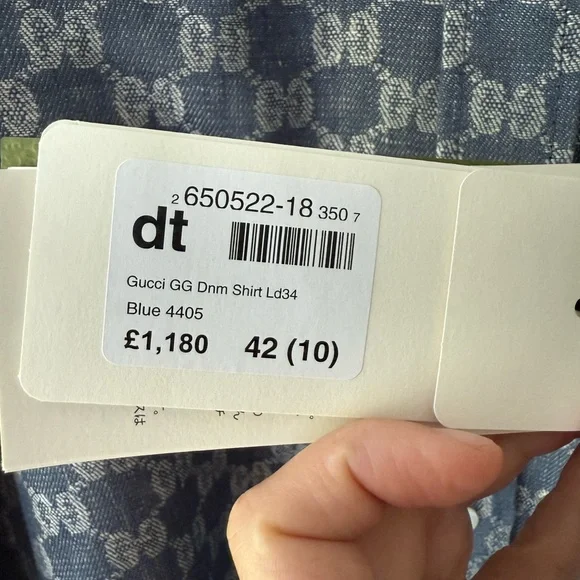 2 650522-18 350 7
dt
Gucci GG Dnm Shirt Ld34
Blue 4405
£1,180 42 (10)